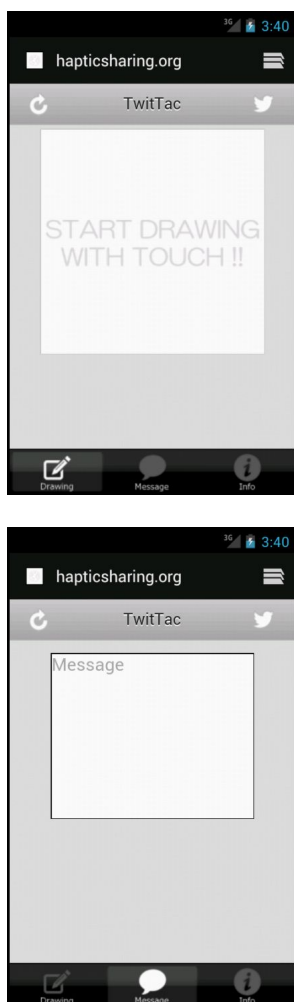 3G 3:40
hapticsharing.org
TwitTac
START DRAWING
WITH TOUCH !!
Drawing Message Info
3G 3:40
hapticsharing.org
TwitTac
Message
Drawing Message Info